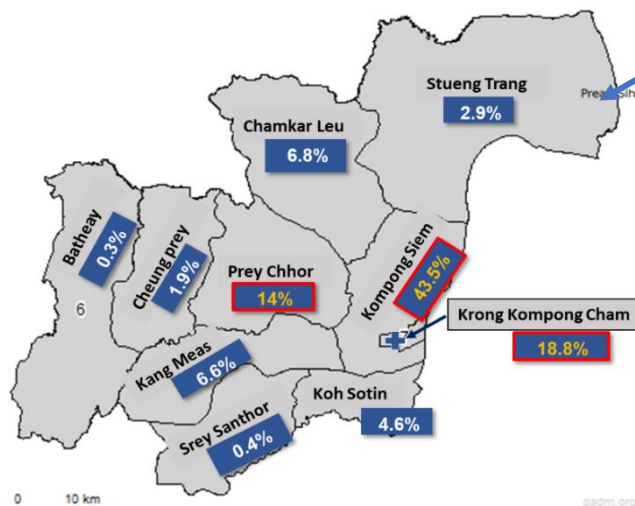 Stueng Trang
2.9%
Chamkar Leu
6.8%
Batheay
0.3%
Cheung prey
1.9%
Prey Chhor
14%
Kompong Siem
43.5%
Krong Kompong Cham
18.8%
6
Kang Meas
6.6%
Koh Sotin
4.6%
Srey Santhor
0.4%
0 10 km
gadm.org